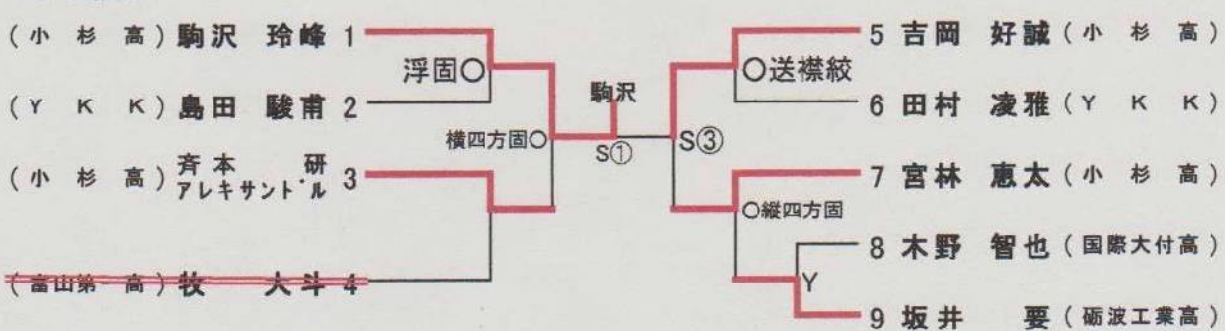 (小杉高)駒沢 玲峰 1
浮固○
(YKK)島田 駿甫 2
横四方固○
(小杉高)斉本 研
アレキサンドル 3
(富山第一高)牧 大斗 4
駒沢
S①
S③
5 吉岡 好誠(小杉高)
○送襟絞
6 田村 凌雅(YKK)
7 宮林 恵太(小杉高)
○縦四方固
8 木野 智也(国際大付高)
Y
9 坂井 要(砺波工業高)